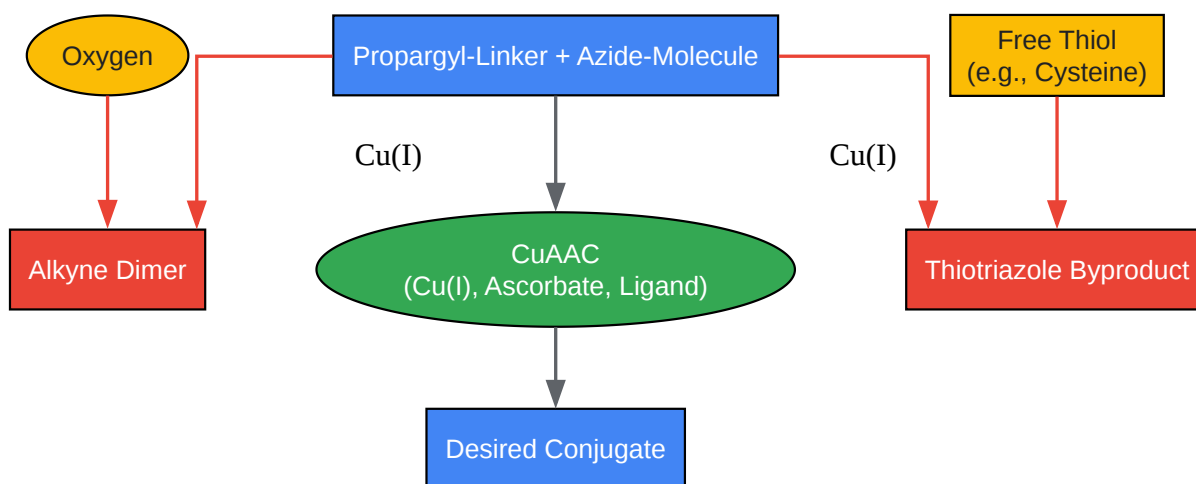 Oxygen
Propargyl-Linker + Azide-Molecule
Free Thiol
(e.g., Cysteine)
Cu(I)
Cu(I)
Alkyne Dimer
CuAAC
(Cu(I), Ascorbate, Ligand)
Thiotriazole Byproduct
Desired Conjugate